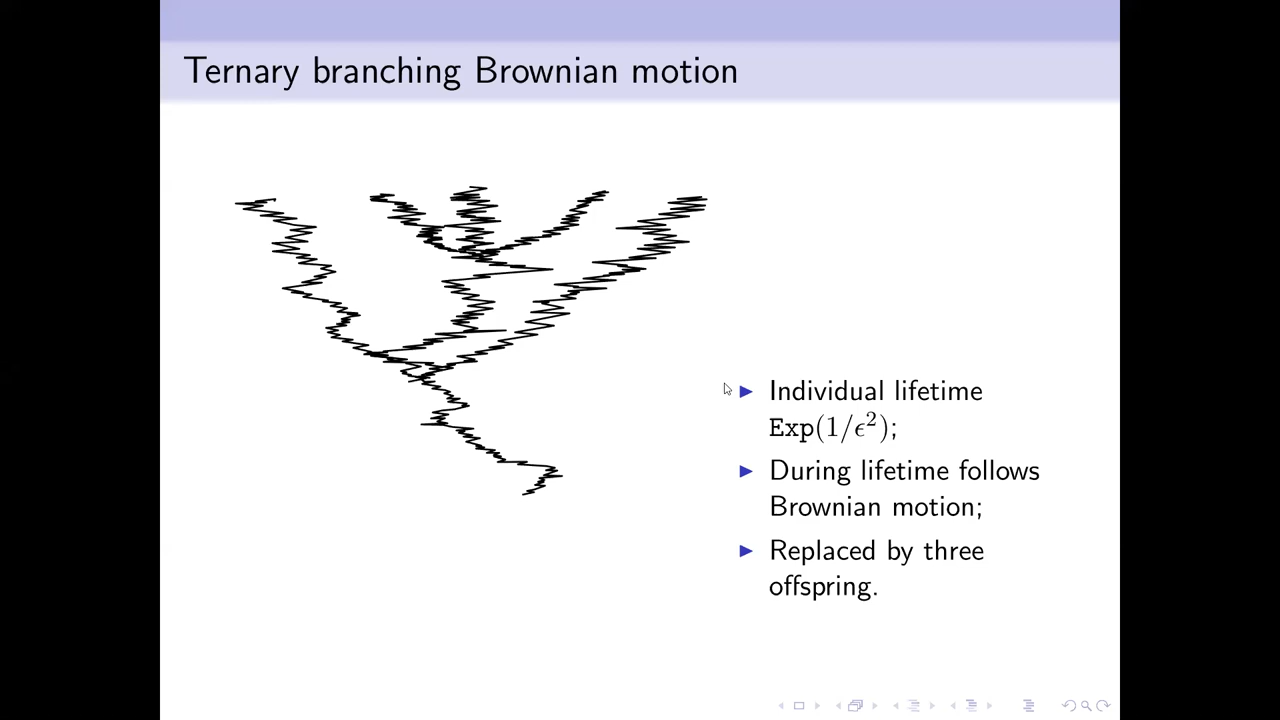 Ternary branching Brownian motion
▶ Individual lifetime
Exp(1/ϵ²);
▶ During lifetime follows
Brownian motion;
▶ Replaced by three
offspring.